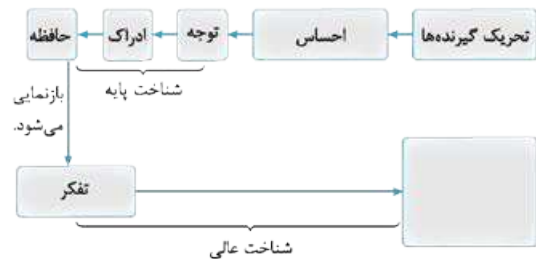 تحریک گیرنده‌ها
احساس
توجه
ادراک
حافظه
شناخت پایه
بازنمایی
می‌شود.
تفکر
شناخت عالی